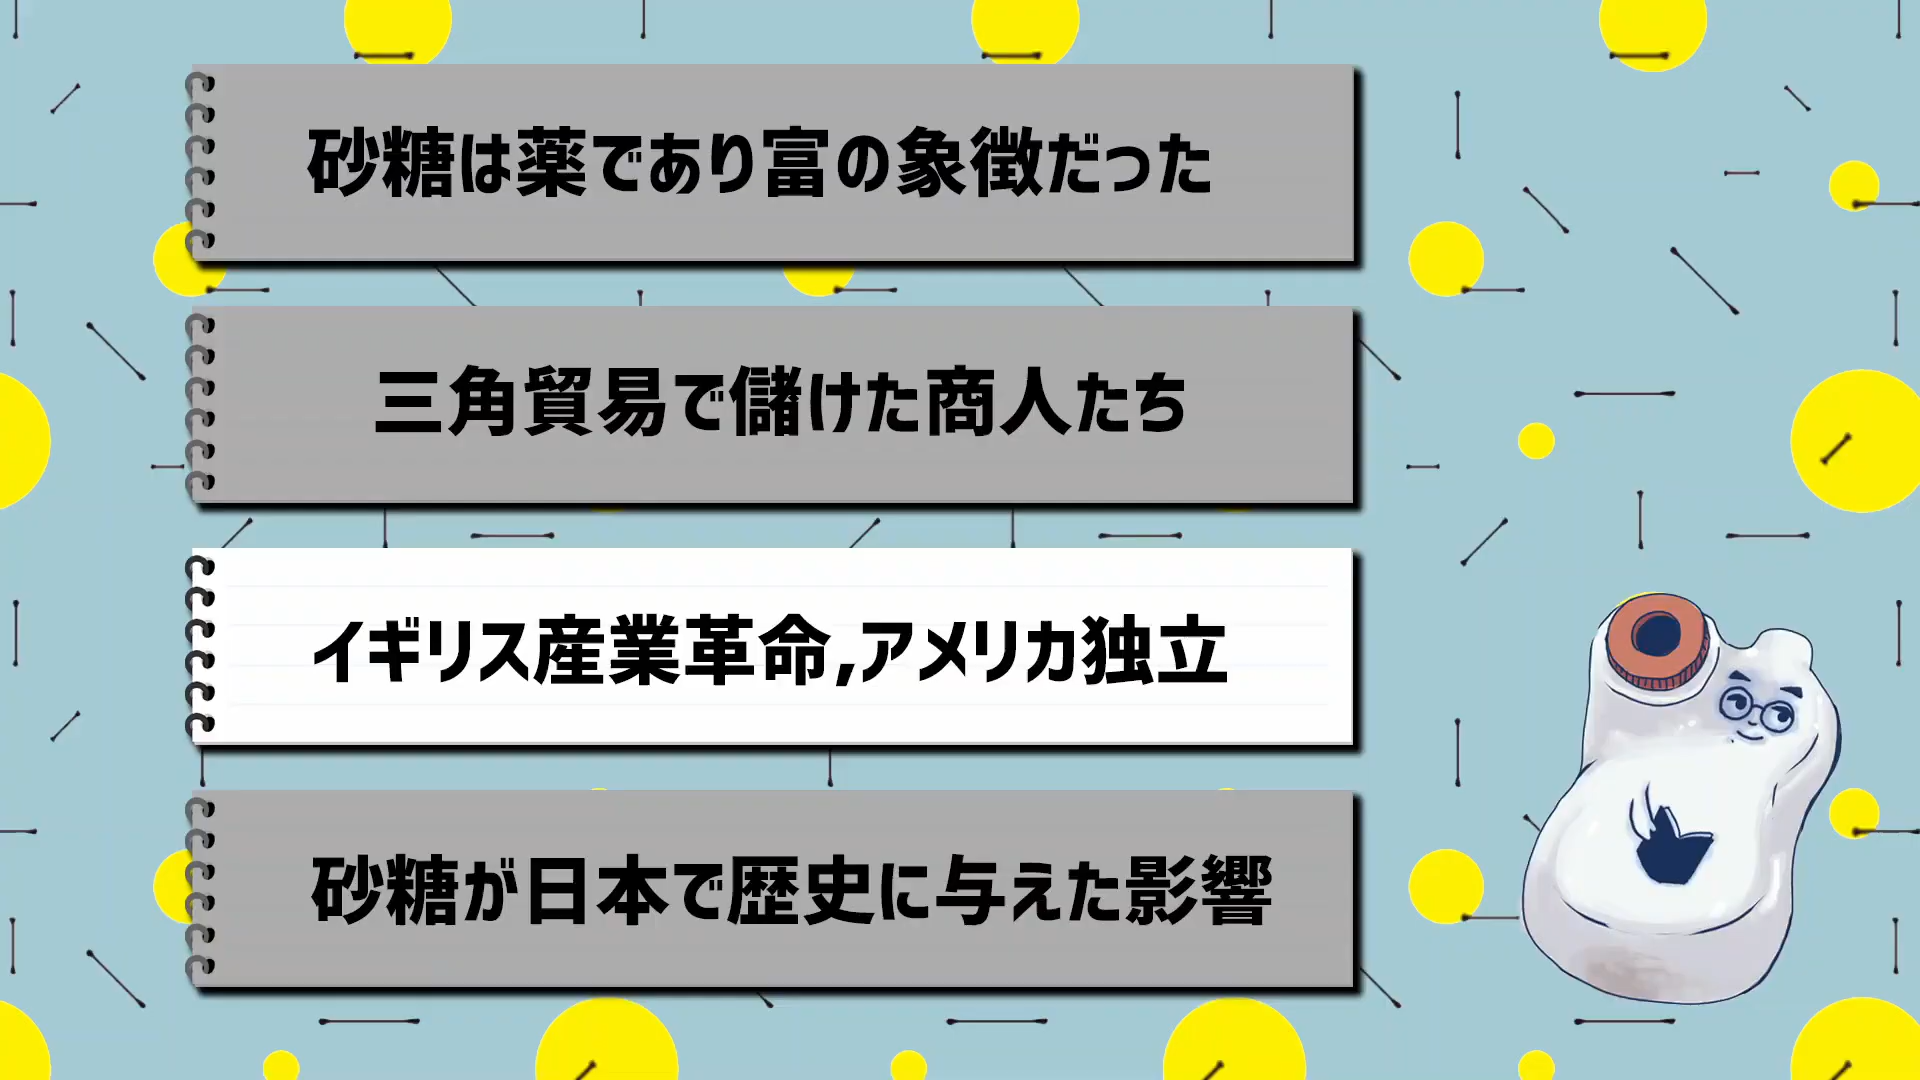 砂糖は薬であり富の象徴だった
三角貿易で儲けた商人たち
イギリス産業革命,アメリカ独立
砂糖が日本で歴史に与えた影響